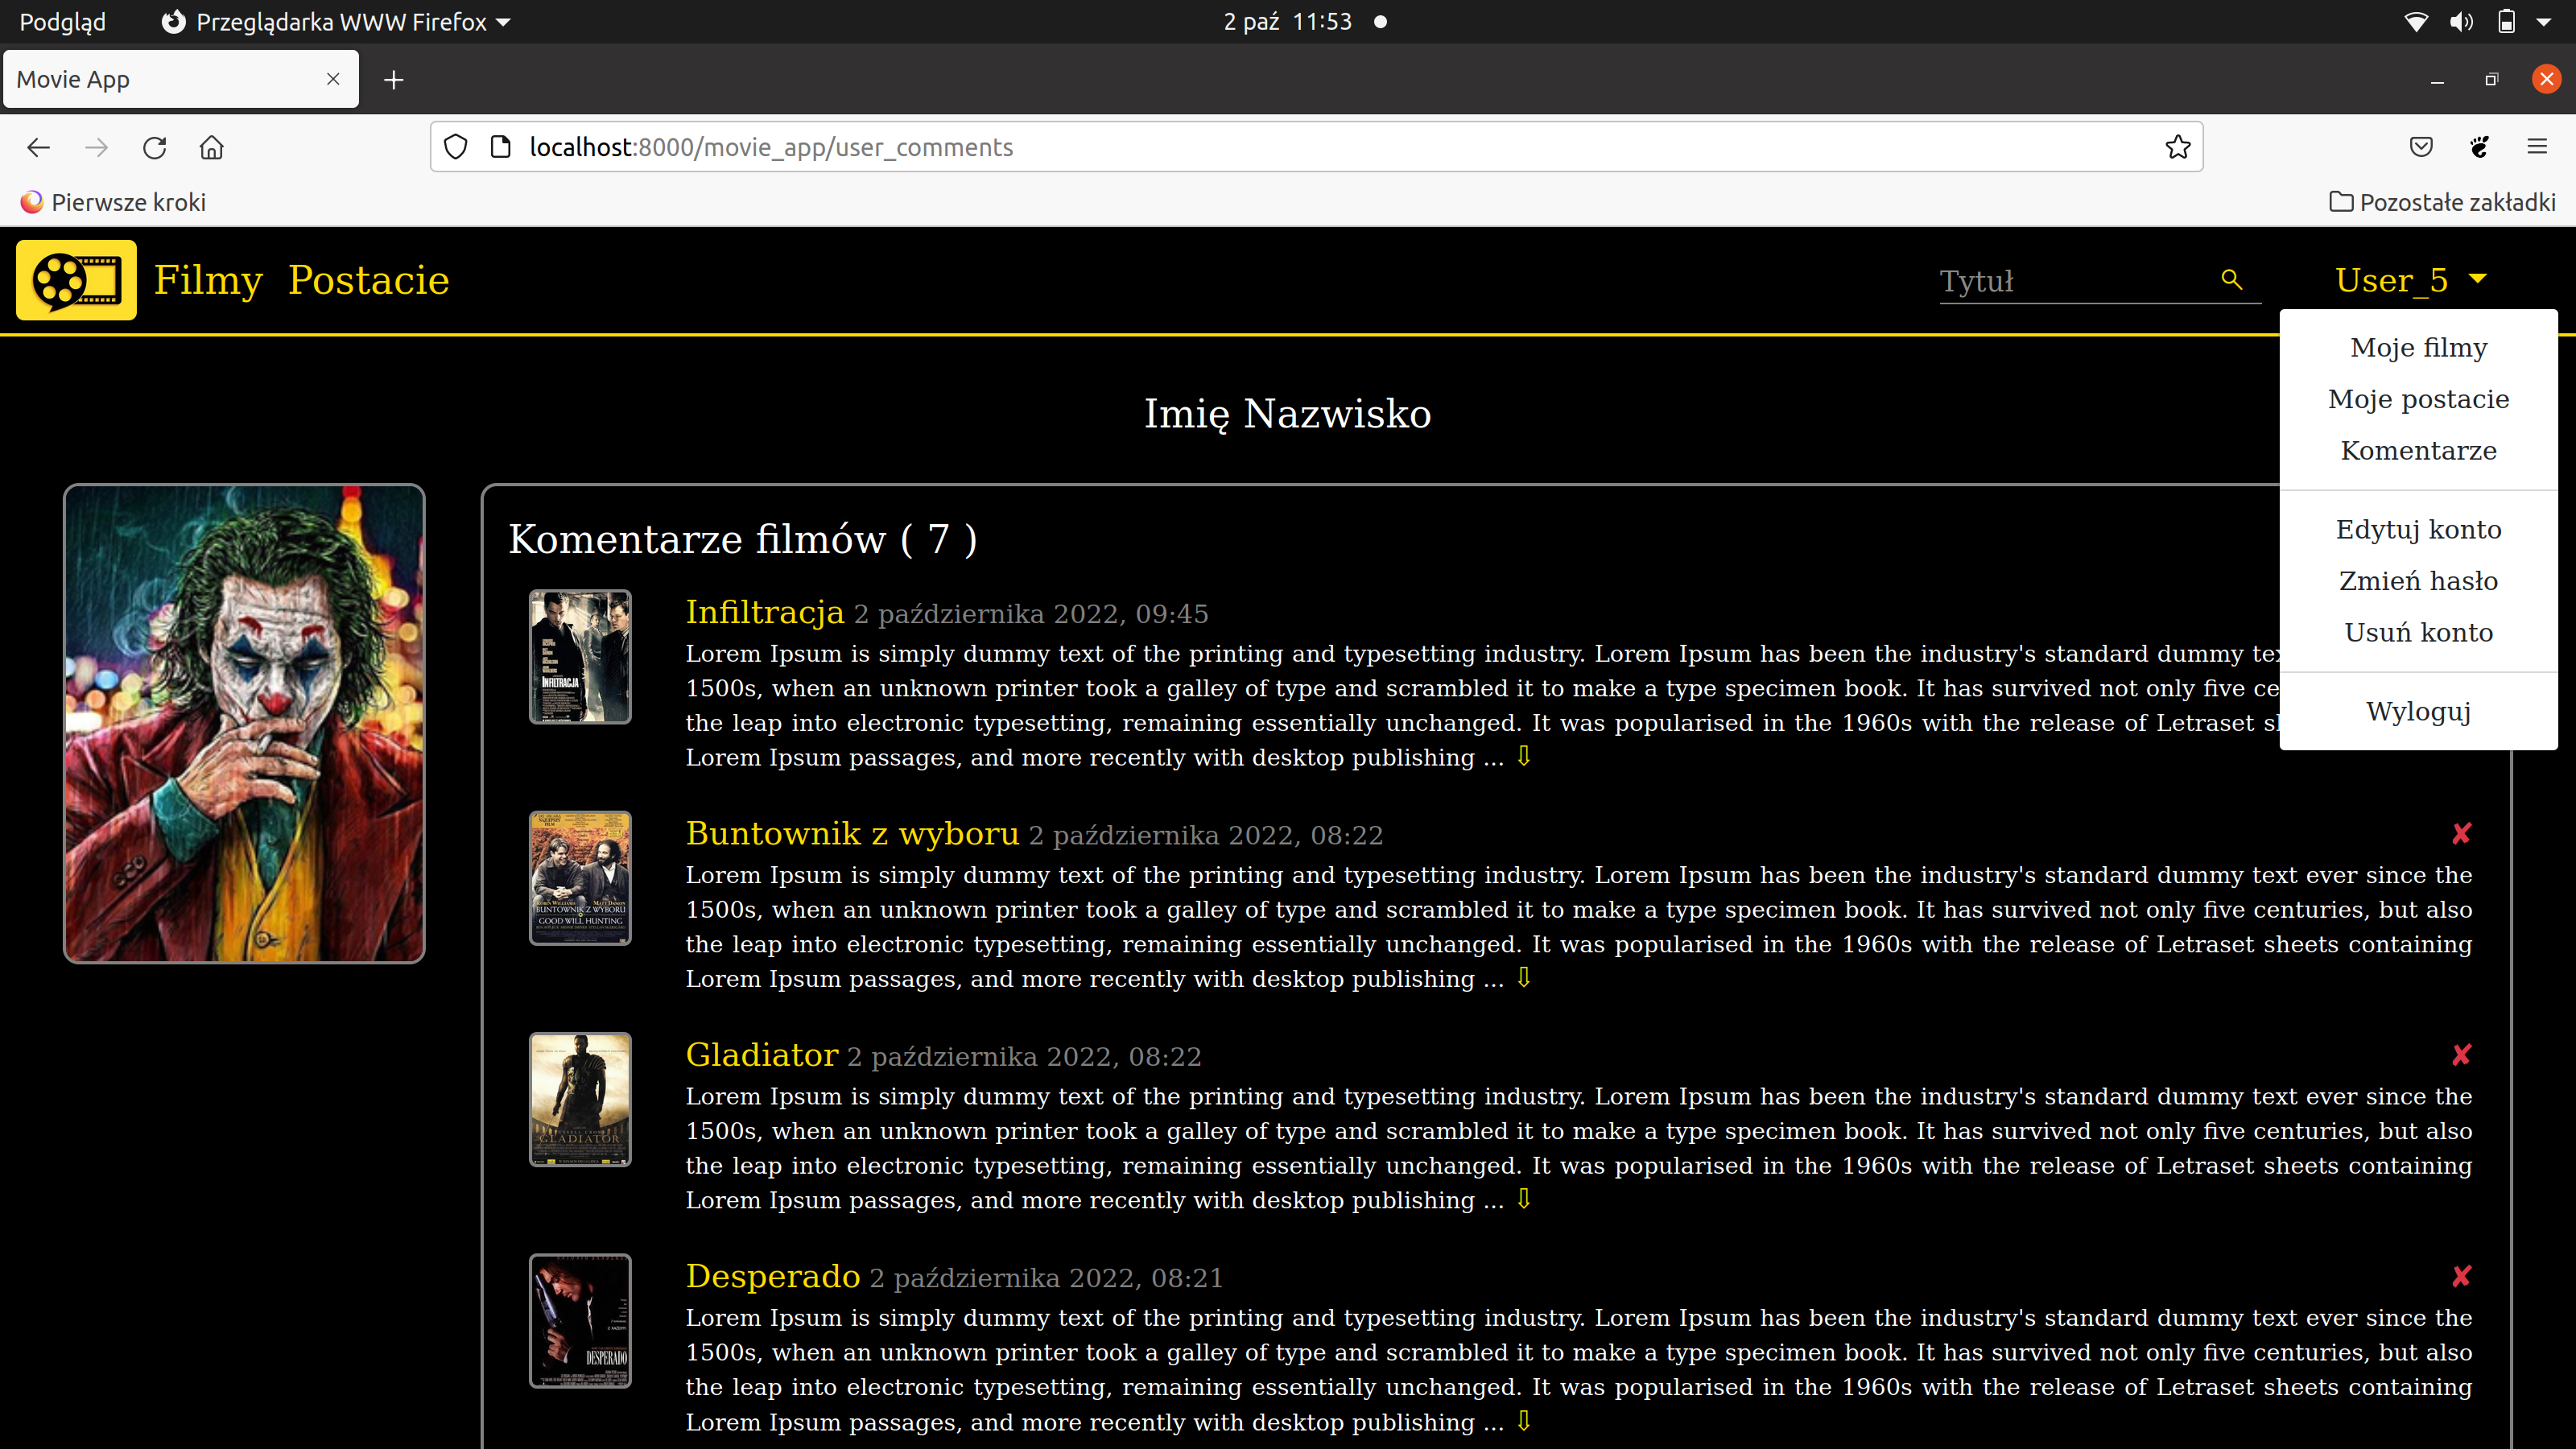 Podgląd Przeglądarka WWW Firefox 2 paź 11:53
Movie App
localhost:8000/movie_app/user_comments
Pierwsze kroki Pozostałe zakładki
Filmy Postacie Tytuł User_5
Moje filmy
Moje postacie
Komentarze
Edytuj konto
Zmień hasło
Usuń konto
Wyloguj
Imię Nazwisko
Komentarze filmów ( 7 )
INFILTRACJA
Infiltracja 2 października 2022, 09:45
Lorem Ipsum is simply dummy text of the printing and typesetting industry. Lorem Ipsum has been the industry's standard dummy
1500s, when an unknown printer took a galley of type and scrambled it to make a type specimen book. It has survived not only five
the leap into electronic typesetting, remaining essentially unchanged. It was popularised in the 1960s with the release of Letraset
Lorem Ipsum passages, and more recently with desktop publishing ... ⇩
ROBIN WILLIAMS MATT DAMON
BUNTOWNIK Z WYBORU
GOOD WILL HUNTING
Buntownik z wyboru 2 października 2022, 08:22 ✘
Lorem Ipsum is simply dummy text of the printing and typesetting industry. Lorem Ipsum has been the industry's standard dummy text ever since the
1500s, when an unknown printer took a galley of type and scrambled it to make a type specimen book. It has survived not only five centuries, but also
the leap into electronic typesetting, remaining essentially unchanged. It was popularised in the 1960s with the release of Letraset sheets containing
Lorem Ipsum passages, and more recently with desktop publishing ... ⇩
GLADIATOR
Gladiator 2 października 2022, 08:22 ✘
Lorem Ipsum is simply dummy text of the printing and typesetting industry. Lorem Ipsum has been the industry's standard dummy text ever since the
1500s, when an unknown printer took a galley of type and scrambled it to make a type specimen book. It has survived not only five centuries, but also
the leap into electronic typesetting, remaining essentially unchanged. It was popularised in the 1960s with the release of Letraset sheets containing
Lorem Ipsum passages, and more recently with desktop publishing ... ⇩
DESPERADO
Desperado 2 października 2022, 08:21 ✘
Lorem Ipsum is simply dummy text of the printing and typesetting industry. Lorem Ipsum has been the industry's standard dummy text ever since the
1500s, when an unknown printer took a galley of type and scrambled it to make a type specimen book. It has survived not only five centuries, but also
the leap into electronic typesetting, remaining essentially unchanged. It was popularised in the 1960s with the release of Letraset sheets containing
Lorem Ipsum passages, and more recently with desktop publishing ... ⇩